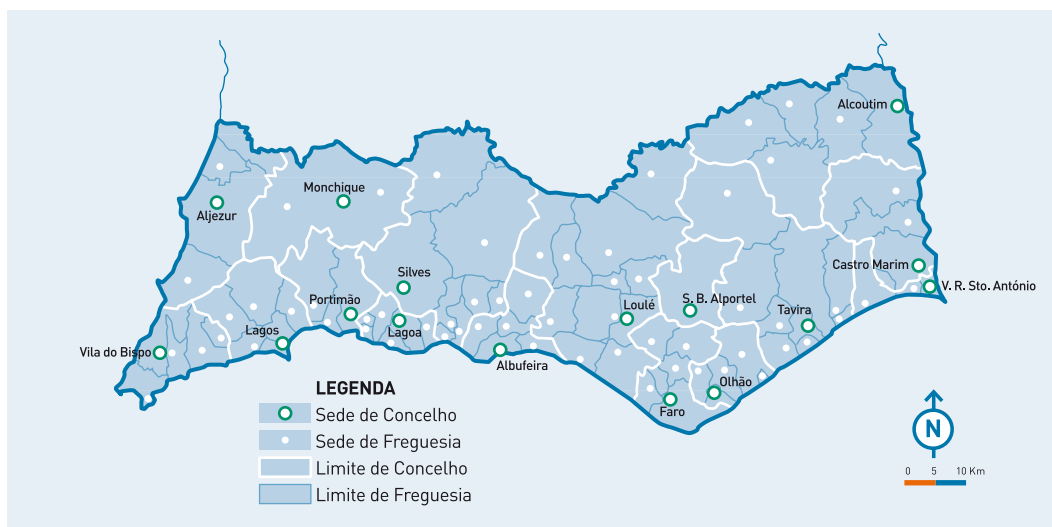 Alcoutim
Monchique
Aljezur
Castro Marim
Silves
V. R. Sto. António
Portimão
S. B. Alportel
Loulé
Tavira
Lagos
Lagoa
Vila do Bispo
Albufeira
Olhão
Faro
LEGENDA
Sede de Concelho
Sede de Freguesia
Limite de Concelho
Limite de Freguesia
N
0 5 10 Km